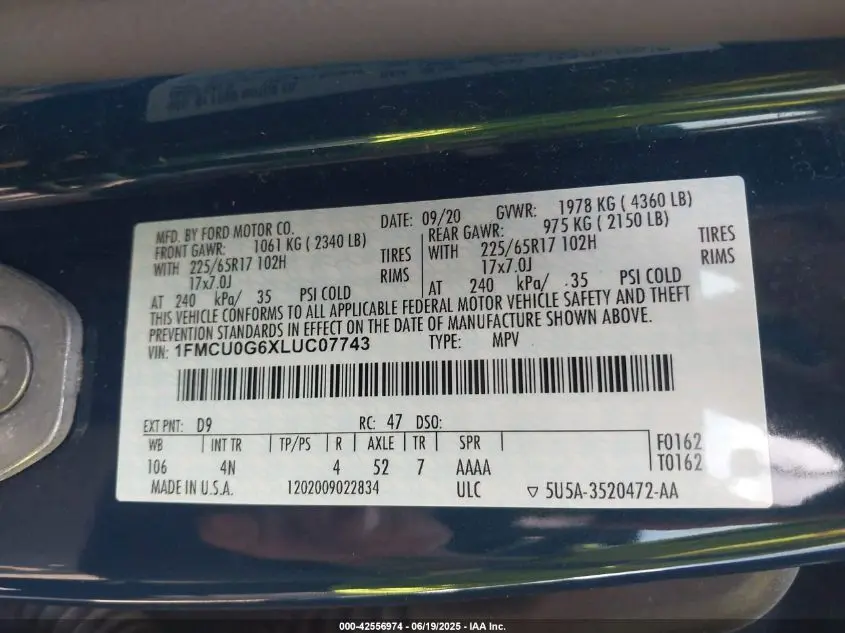 MFD. BY FORD MOTOR CO. DATE: 09/20 GVWR: 1978 KG ( 4360 LB)
FRONT GAWR: 1061 KG ( 2340 LB) REAR GAWR: 975 KG ( 2150 LB)
WITH 225/65R17 102H TIRES WITH 225/65R17 102H TIRES
17x7.0J RIMS 17x7.0J RIMS
AT 240 kPa/ 35 PSI COLD AT 240 kPa/ 35 PSI COLD
THIS VEHICLE CONFORMS TO ALL APPLICABLE FEDERAL MOTOR VEHICLE SAFETY AND THEFT
PREVENTION STANDARDS IN EFFECT ON THE DATE OF MANUFACTURE SHOWN ABOVE.
VIN: 1FMCU0G6XLUC07743 TYPE: MPV
EXT PNT: D9 RC: 47 DSO:
WB INT TR TP/PS R AXLE TR SPR F0162
106 4N 4 52 7 AAAA T0162
MADE IN U.S.A. 1202009022834 ULC ▽ 5U5A-3520472-AA
000-42556974 - 06/19/2025 - IAA Inc.